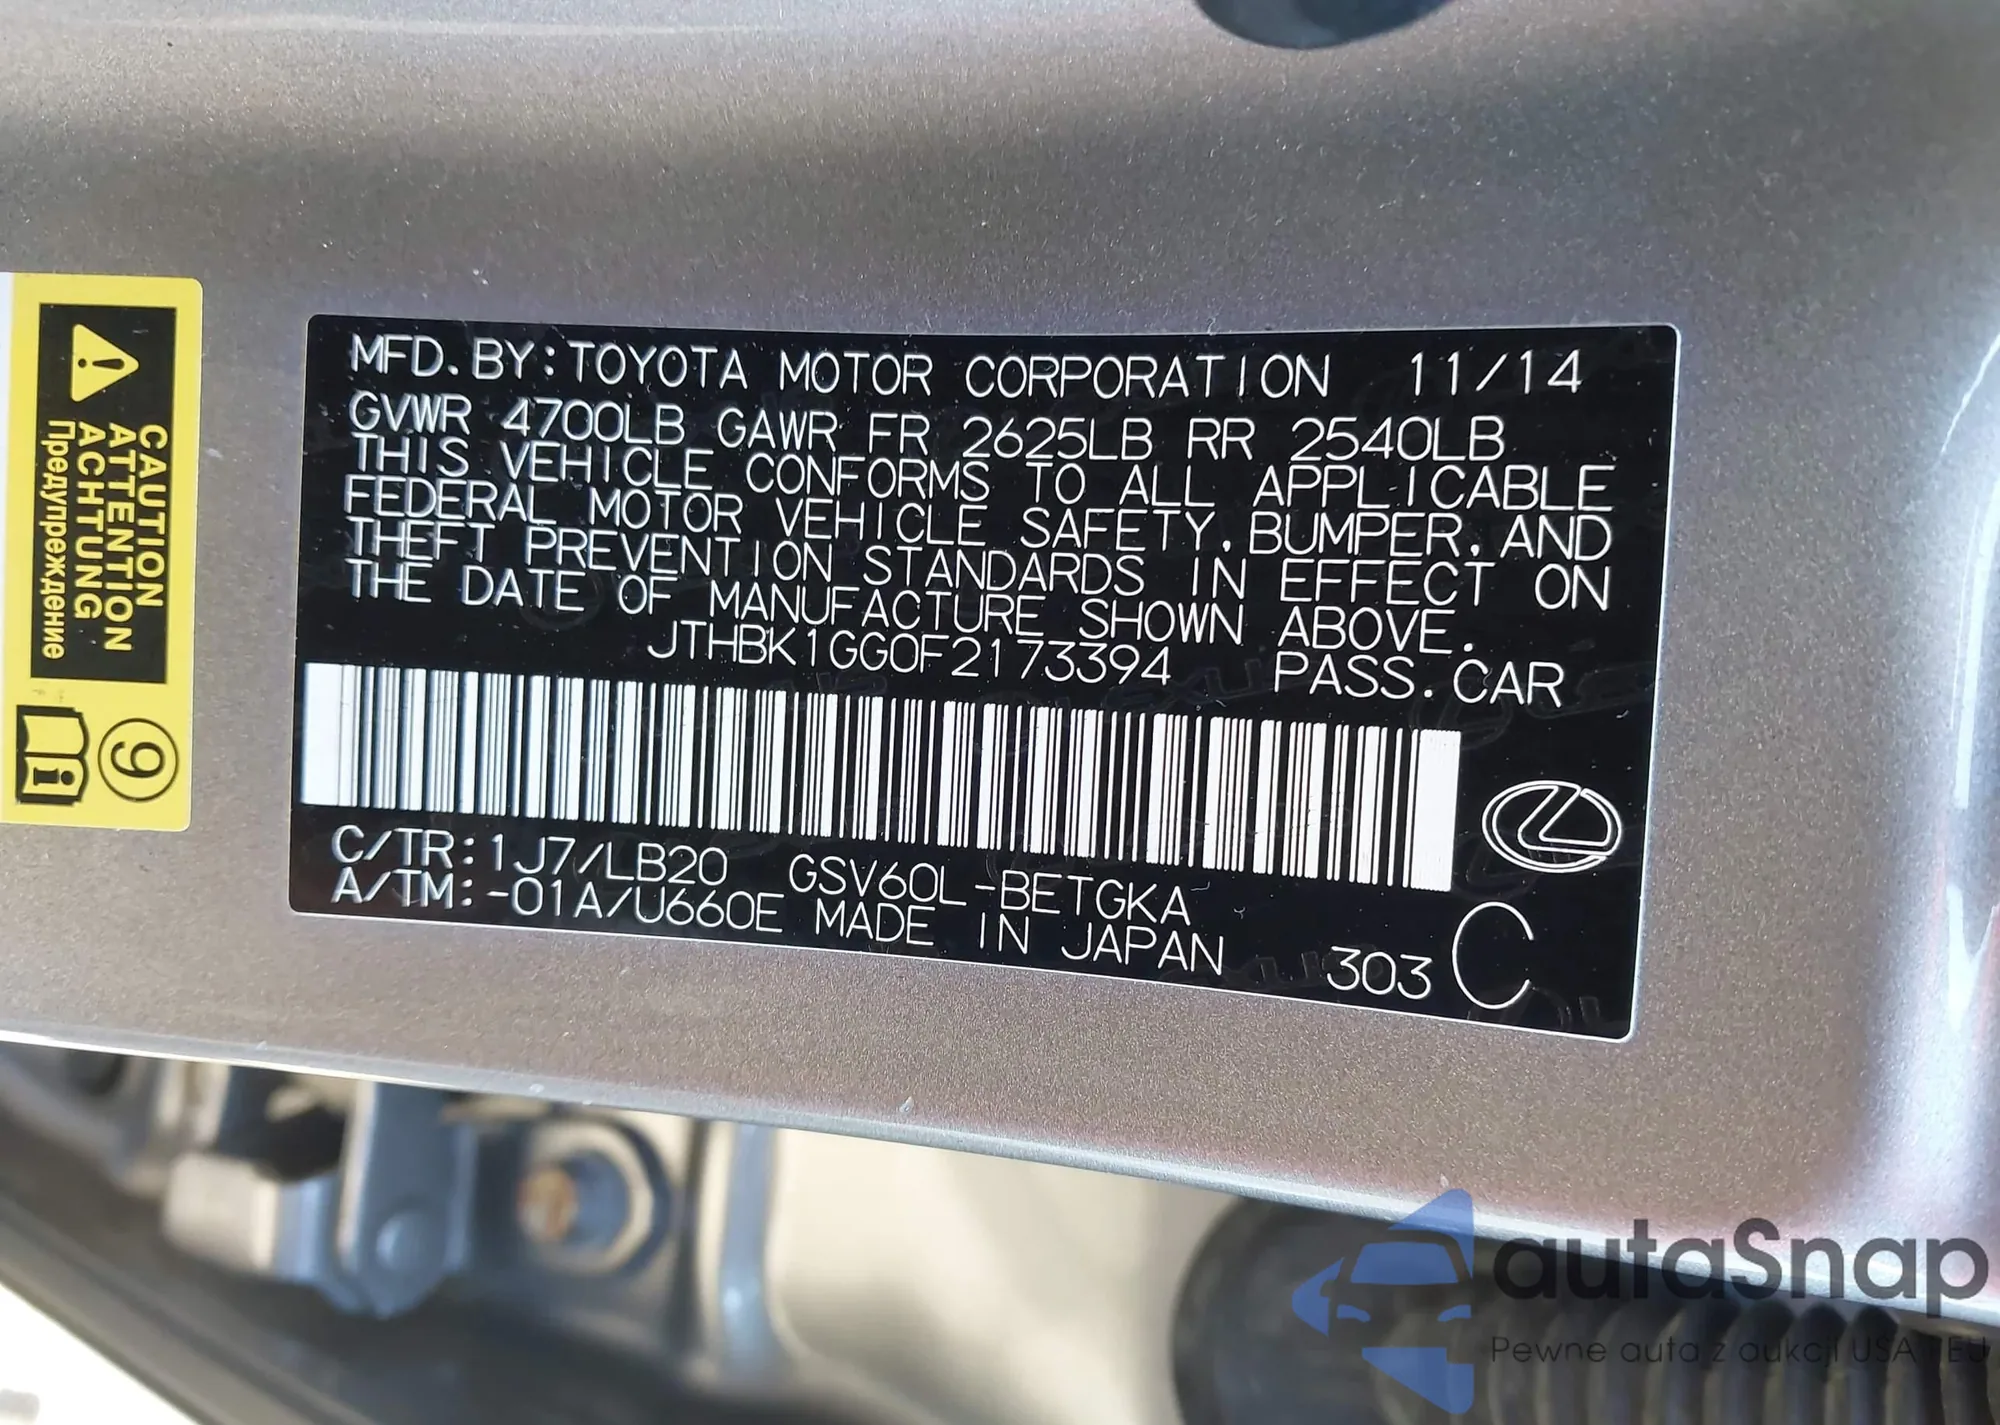 MFD. BY: TOYOTA MOTOR CORPORATION 11/14
GVWR 4700LB GAWR FR 2625LB RR 2540LB
THIS VEHICLE CONFORMS TO ALL APPLICABLE
FEDERAL MOTOR VEHICLE SAFETY, BUMPER, AND
THEFT PREVENTION STANDARDS IN EFFECT ON
THE DATE OF MANUFACTURE SHOWN ABOVE.
JTHBK1GG0F2173394 PASS. CAR
C/TR: 1J7/LB20 GSV60L-BETGKA
A/TM: -01A/U660E MADE IN JAPAN 303 C
CAUTION
ATTENTION
ACHTUNG
Предупреждение
9
autoSnap
Pewne auta z aukcji USA i EU